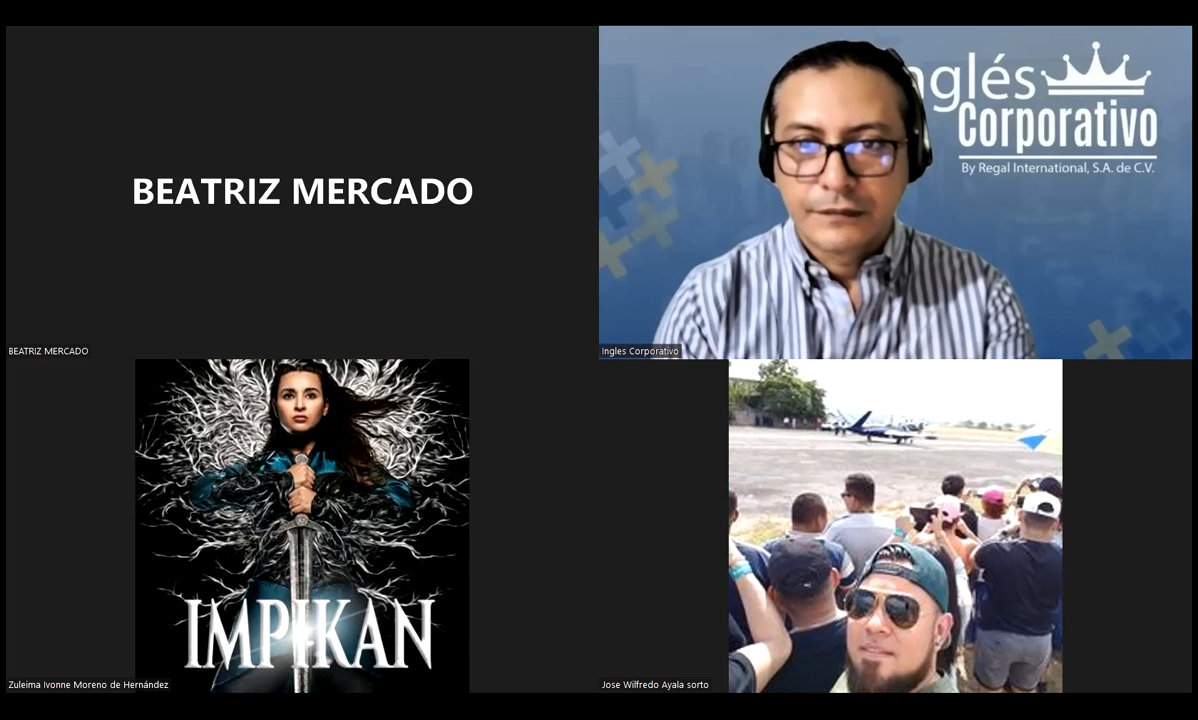 BEATRIZ MERCADO
BEATRIZ MERCADO
nglés
Corporativo
By Regal International, S.A. de C.V.
Ingles Corporativo
IMPIKAN
Zuleima Ivonne Moreno de Hernández
Jose Wilfredo Ayala sorto